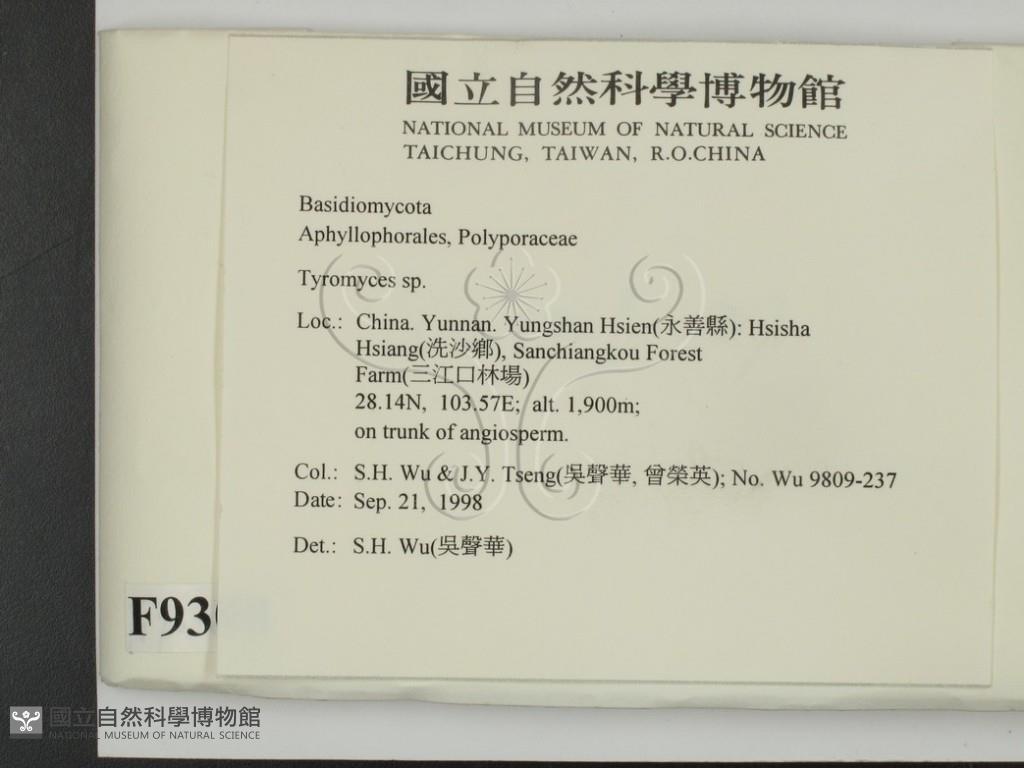 國立自然科學博物館
NATIONAL MUSEUM OF NATURAL SCIENCE
TAICHUNG, TAIWAN, R.O.CHINA
Basidiomycota
Aphyllophorales, Polyporaceae
Tyromyces sp.
Loc.: China. Yunnan. Yungshan Hsien(永善縣): Hsisha
Hsiang(洗沙鄉), Sanchiangkou Forest
Farm(三江口林場)
28.14N, 103.57E; alt. 1,900m;
on trunk of angiosperm.
Col.: S.H. Wu & J.Y. Tseng(吳聲華, 曾榮英); No. Wu 9809-237
Date: Sep. 21, 1998
Det.: S.H. Wu(吳聲華)
F93
國立自然科學博物館
NATIONAL MUSEUM OF NATURAL SCIENCE